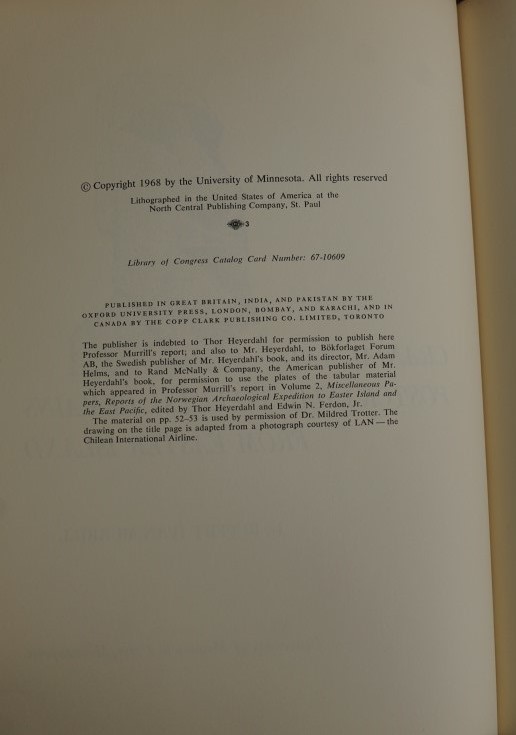 © Copyright 1968 by the University of Minnesota. All rights reserved
Lithographed in the United States of America at the
North Central Publishing Company, St. Paul
3
Library of Congress Catalog Card Number: 67-10609
PUBLISHED IN GREAT BRITAIN, INDIA, AND PAKISTAN BY THE
OXFORD UNIVERSITY PRESS, LONDON, BOMBAY, AND KARACHI, AND IN
CANADA BY THE COPP CLARK PUBLISHING CO. LIMITED, TORONTO
The publisher is indebted to Thor Heyerdahl for permission to publish here
Professor Murrill's report; and also to Mr. Heyerdahl, to Bökforlaget Forum
AB, the Swedish publisher of Mr. Heyerdahl's book, and its director, Mr. Adam
Helms, and to Rand McNally & Company, the American publisher of Mr.
Heyerdahl's book, for permission to use the plates of the tabular material
which appeared in Professor Murrill's report in Volume 2, Miscellaneous Pa-
pers, Reports of the Norwegian Archaeological Expedition to Easter Island and
the East Pacific, edited by Thor Heyerdahl and Edwin N. Ferdon, Jr.
The material on pp. 52–53 is used by permission of Dr. Mildred Trotter. The
drawing on the title page is adapted from a photograph courtesy of LAN — the
Chilean International Airline.